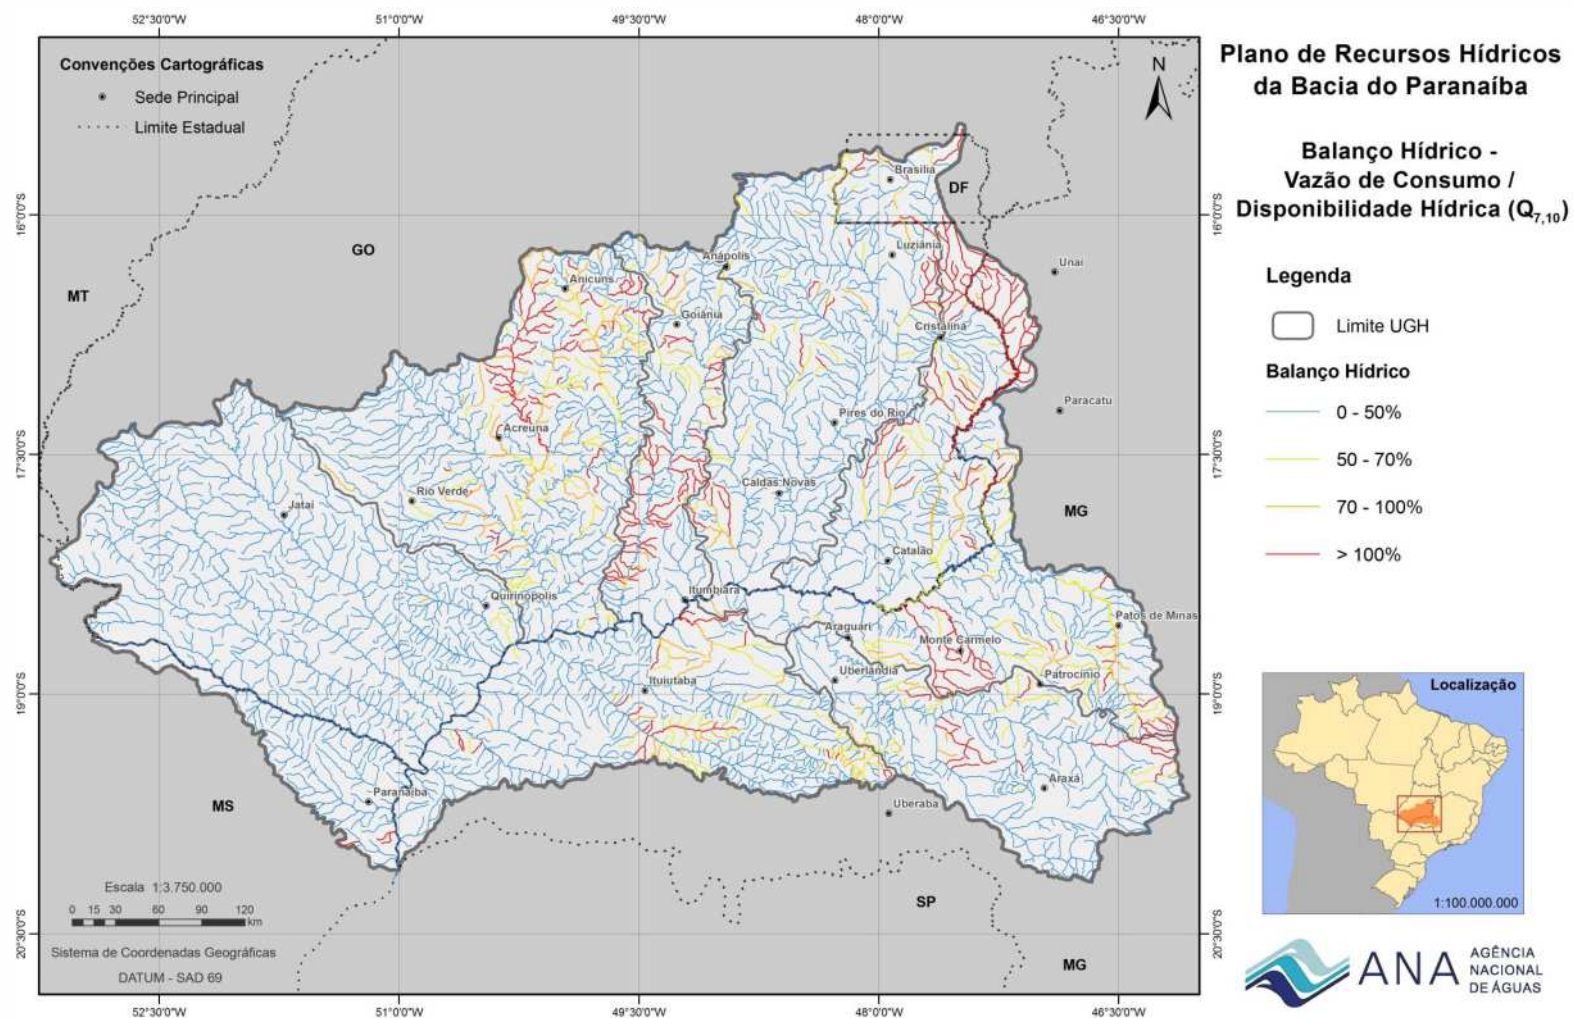 52°30'0"W
51°0'0"W
49°30'0"W
48°0'0"W
46°30'0"W
Plano de Recursos Hídricos
da Bacia do Paranaíba
Balanço Hídrico -
Vazão de Consumo /
Disponibilidade Hídrica (Q7,10)
Legenda
Limite UGH
Balanço Hídrico
0 - 50%
50 - 70%
70 - 100%
> 100%
Convenções Cartográficas
Sede Principal
Limite Estadual
N
Brasília
DF
16°0'0"S
16°0'0"S
GO
Luziânia
Anápolis
Unaí
Anicuns
MT
Goiânia
Cristalina
Paracatu
Pires do Rio
Acreúna
17°30'0"S
17°30'0"S
Caldas Novas
Rio Verde
Jataí
MG
Catalão
Itumbiara
Quirinópolis
Patos de Minas
Araguari
Monte Carmelo
Uberlândia
Patrocínio
Ituiutaba
19°0'0"S
19°0'0"S
Araxá
Paranaíba
MS
Uberaba
Escala 1:3.750.000
0 15 30 60 90 120
km
SP
20°30'0"S
20°30'0"S
Sistema de Coordenadas Geográficas
DATUM - SAD 69
MG
52°30'0"W
51°0'0"W
49°30'0"W
48°0'0"W
46°30'0"W
Localização
1:100.000.000
ANA
AGÊNCIA
NACIONAL
DE ÁGUAS